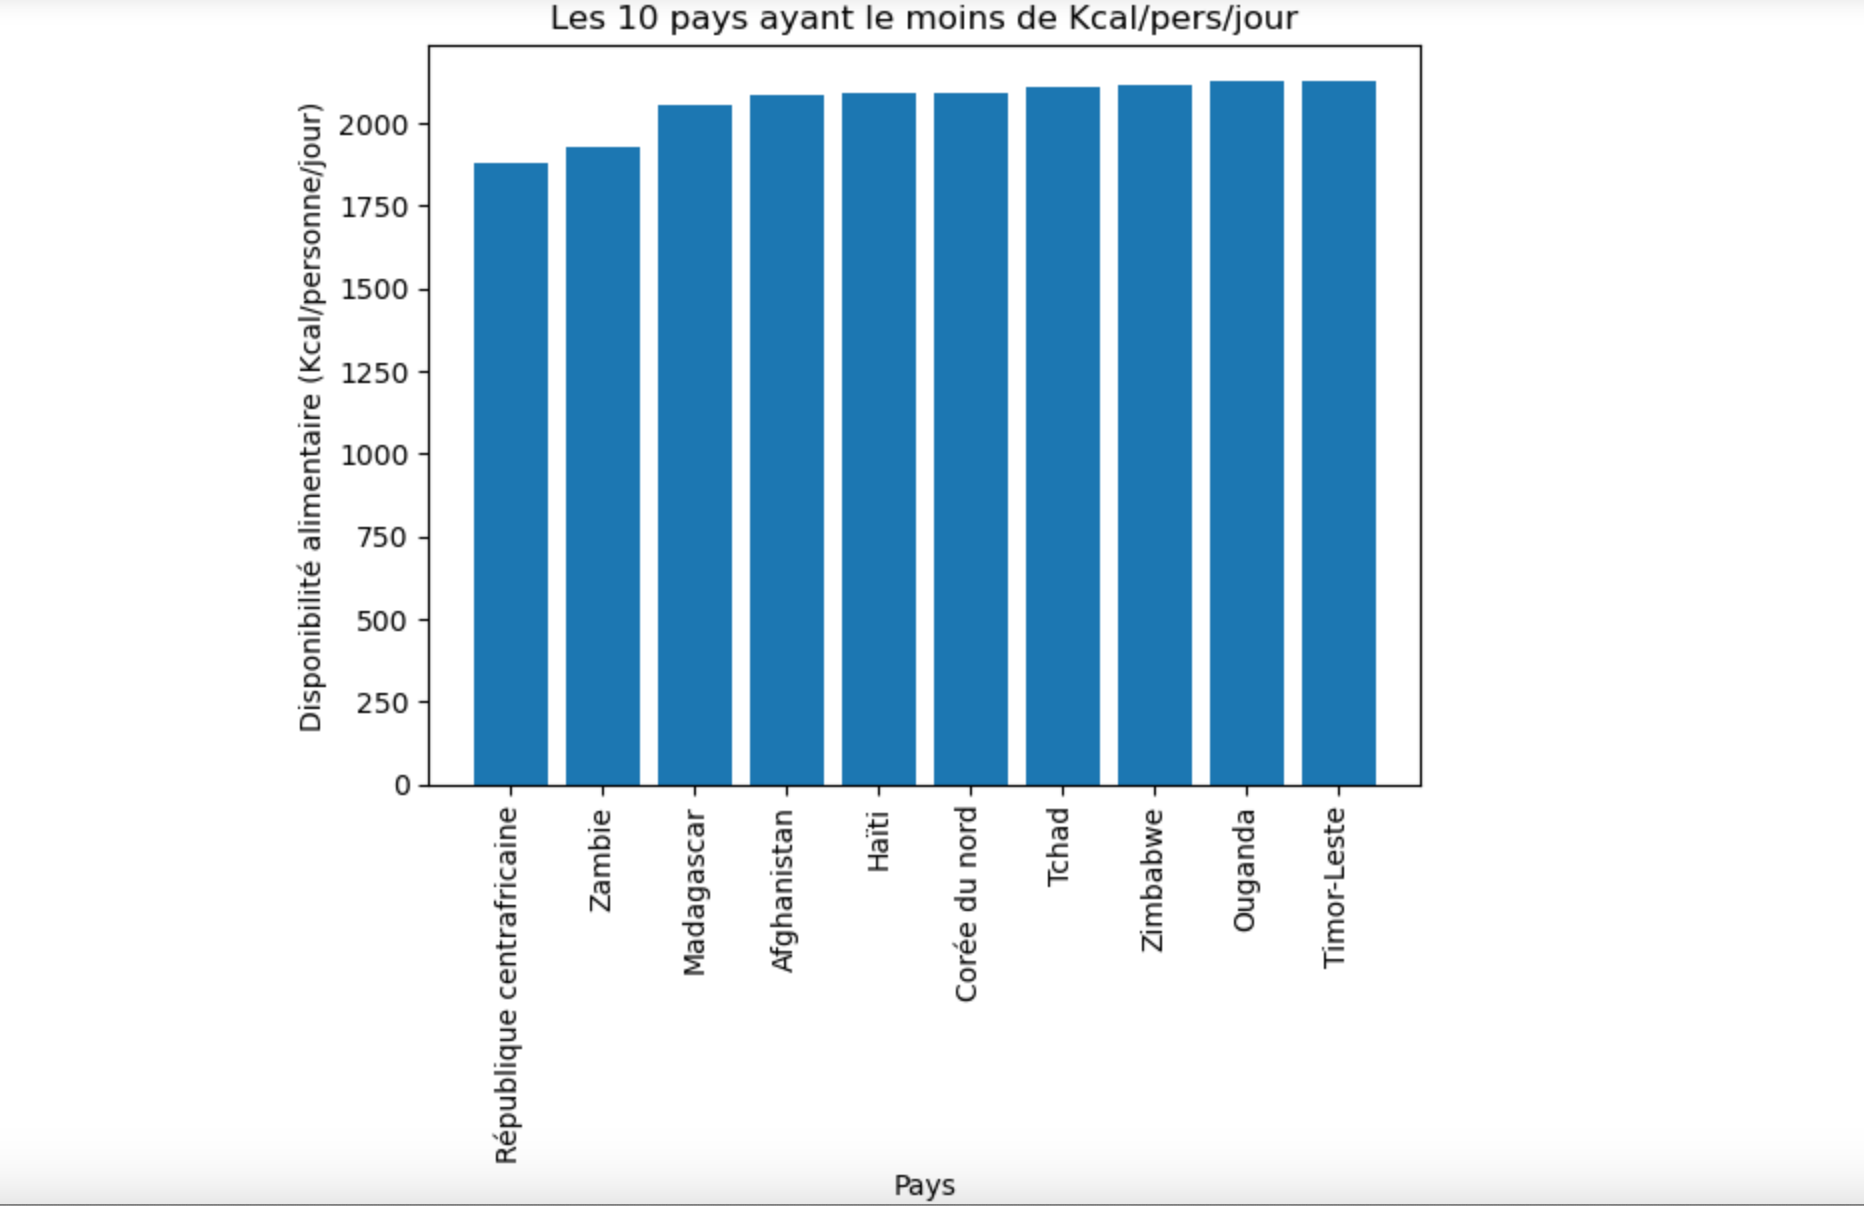 Les 10 pays ayant le moins de Kcal/pers/jour
Disponibilité alimentaire (Kcal/personne/jour)
2000
1750
1500
1250
1000
750
500
250
0
République centrafricaine
Zambie
Madagascar
Afghanistan
Haïti
Corée du nord
Tchad
Zimbabwe
Ouganda
Timor-Leste
Pays